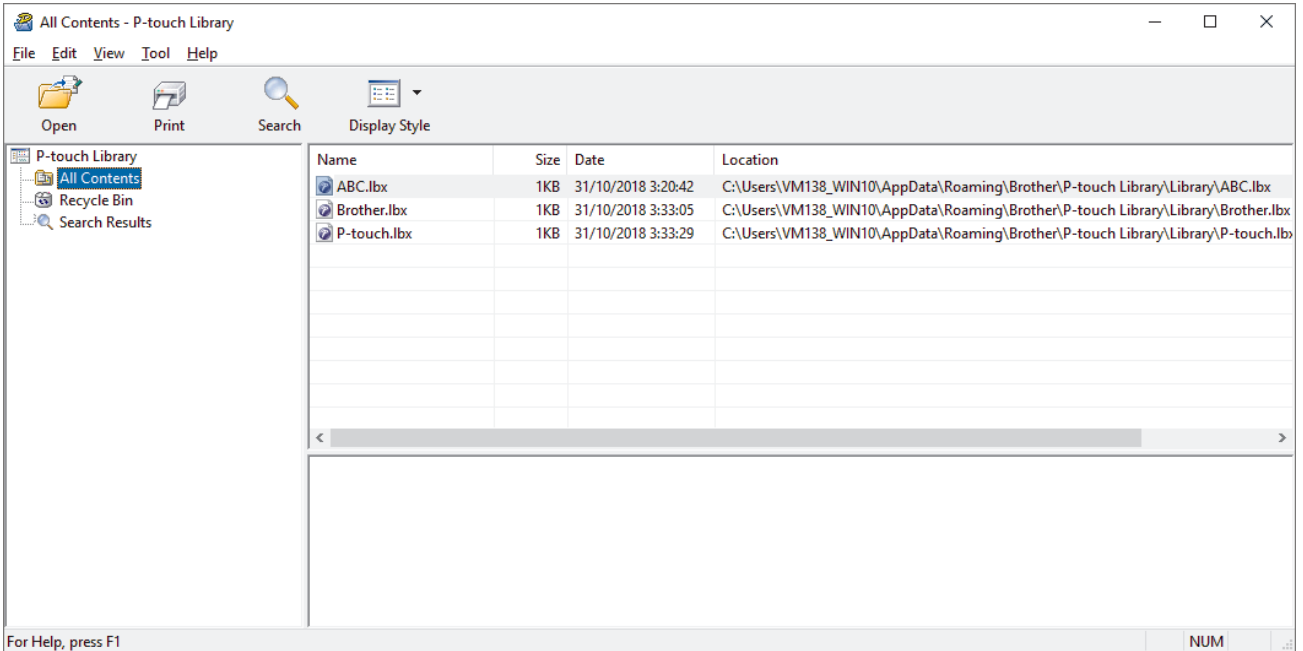 All Contents - P-touch Library
File Edit View Tool Help
Open Print Search Display Style
P-touch Library
All Contents
Recycle Bin
Search Results
Name Size Date Location
ABC.lbx 1KB 31/10/2018 3:20:42 C:\Users\VM138_WIN10\AppData\Roaming\Brother\P-touch Library\Library\ABC.lbx
Brother.lbx 1KB 31/10/2018 3:33:05 C:\Users\VM138_WIN10\AppData\Roaming\Brother\P-touch Library\Library\Brother.lbx
P-touch.lbx 1KB 31/10/2018 3:33:29 C:\Users\VM138_WIN10\AppData\Roaming\Brother\P-touch Library\Library\P-touch.lbx
For Help, press F1
NUM